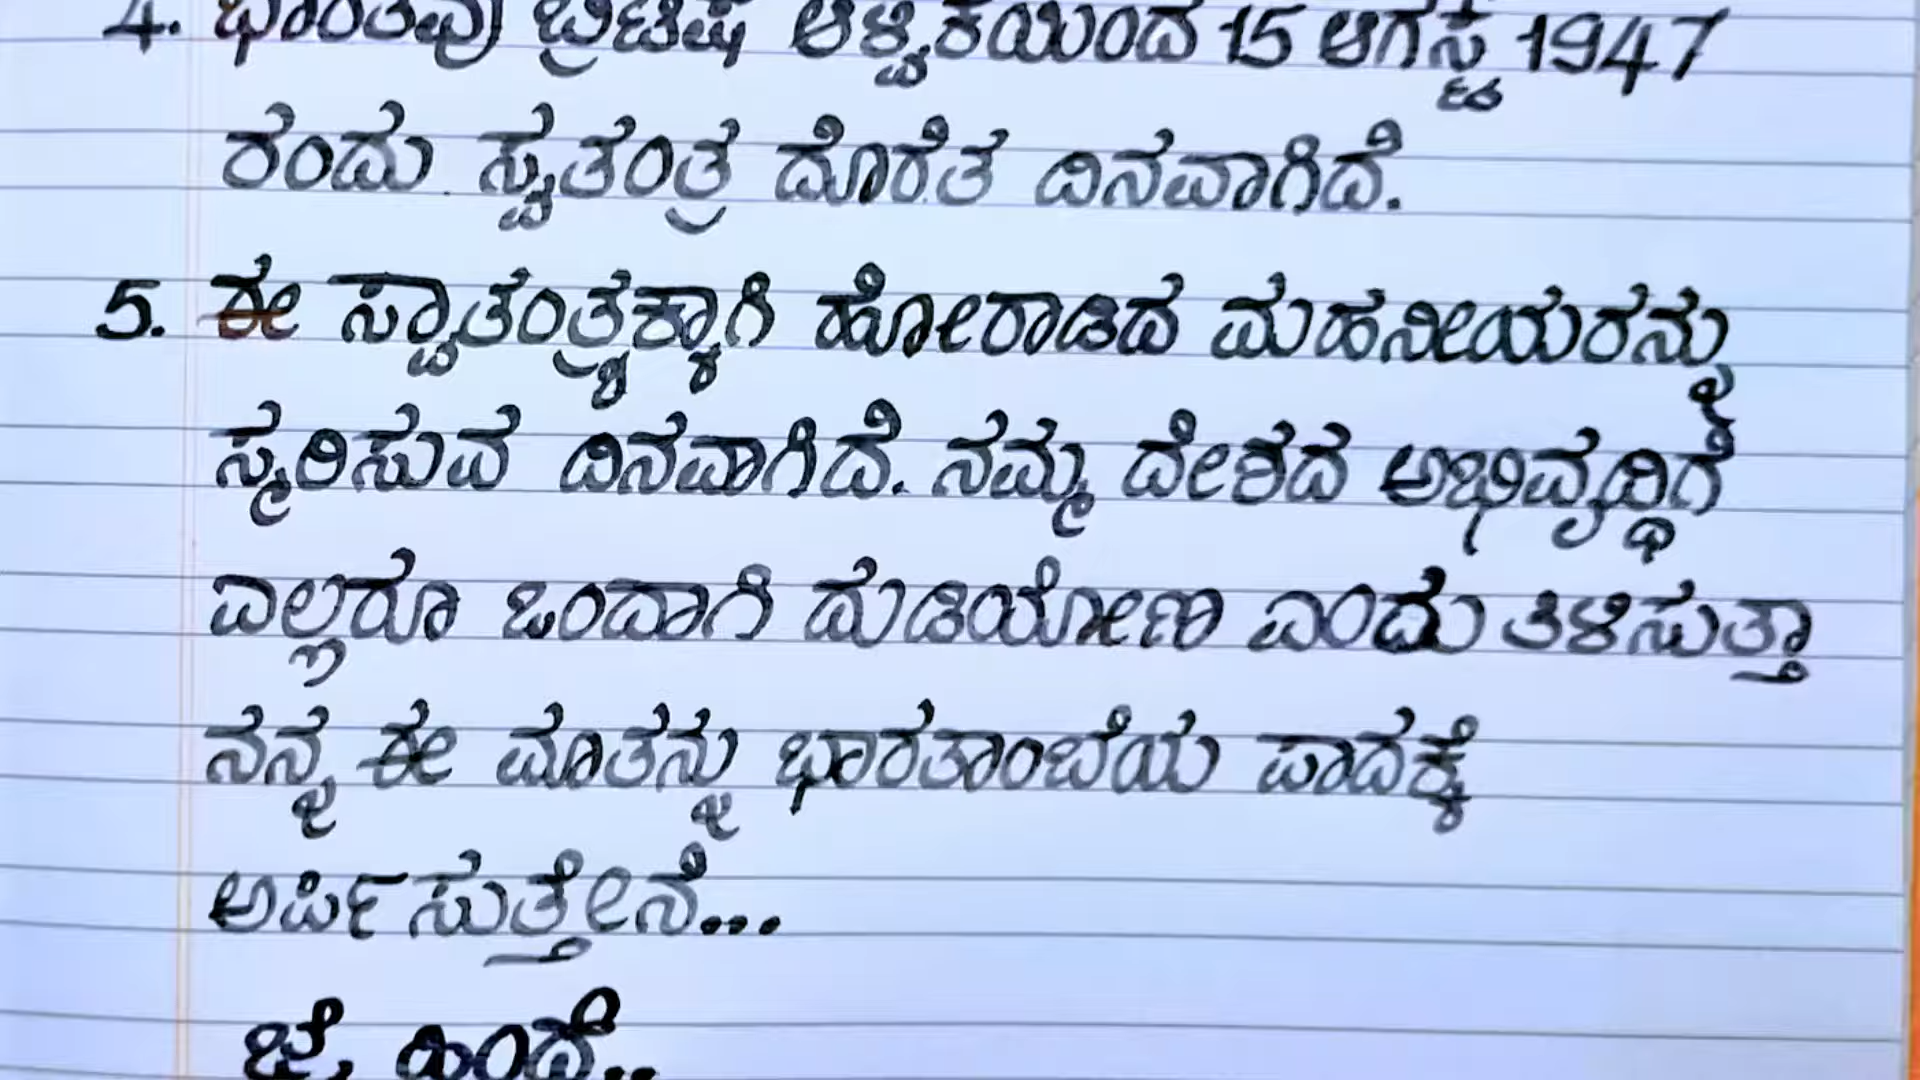 4. ಭಾರತವು ಬ್ರಿಟಿಷ್ ಆಳ್ವಿಕೆಯಿಂದ 15 ಆಗಸ್ಟ್ 1947
ರಂದು ಸ್ವತಂತ್ರ ದೊರೆತ ದಿನವಾಗಿದೆ.
5. ಈ ಸ್ವಾತಂತ್ರ್ಯಕ್ಕಾಗಿ ಹೋರಾಡಿದ ಮಹನೀಯರನ್ನು
ಸ್ಮರಿಸುವ ದಿನವಾಗಿದೆ. ನಮ್ಮ ದೇಶದ ಅಭಿವೃದ್ಧಿಗೆ
ಎಲ್ಲರೂ ಒಂದಾಗಿ ದುಡಿಯೋಣ ಎಂದು ತಿಳಿಸುತ್ತಾ
ನನ್ನ ಈ ಮಾತನ್ನು ಭಾರತಾಂಬೆಯ ಪಾದಕ್ಕೆ
ಅರ್ಪಿಸುತ್ತೇನೆ...
ಜೈ ಹಿಂದ್..